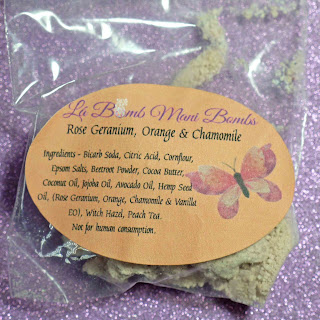 Lá Bomb Mani Bombs
Rose Geranium, Orange & Chamomile
Ingredients - Bicarb Soda, Citric Acid, Cornflour,
Epsom Salts, Beetroot Powder, Cocoa Butter,
Coconut Oil, Jojoba Oil, Avocado Oil, Hemp Seed
Oil, (Rose Geranium, Orange, Chamomile & Vanilla
EO), Witch Hazel, Peach Tea.
Not for human consumption.